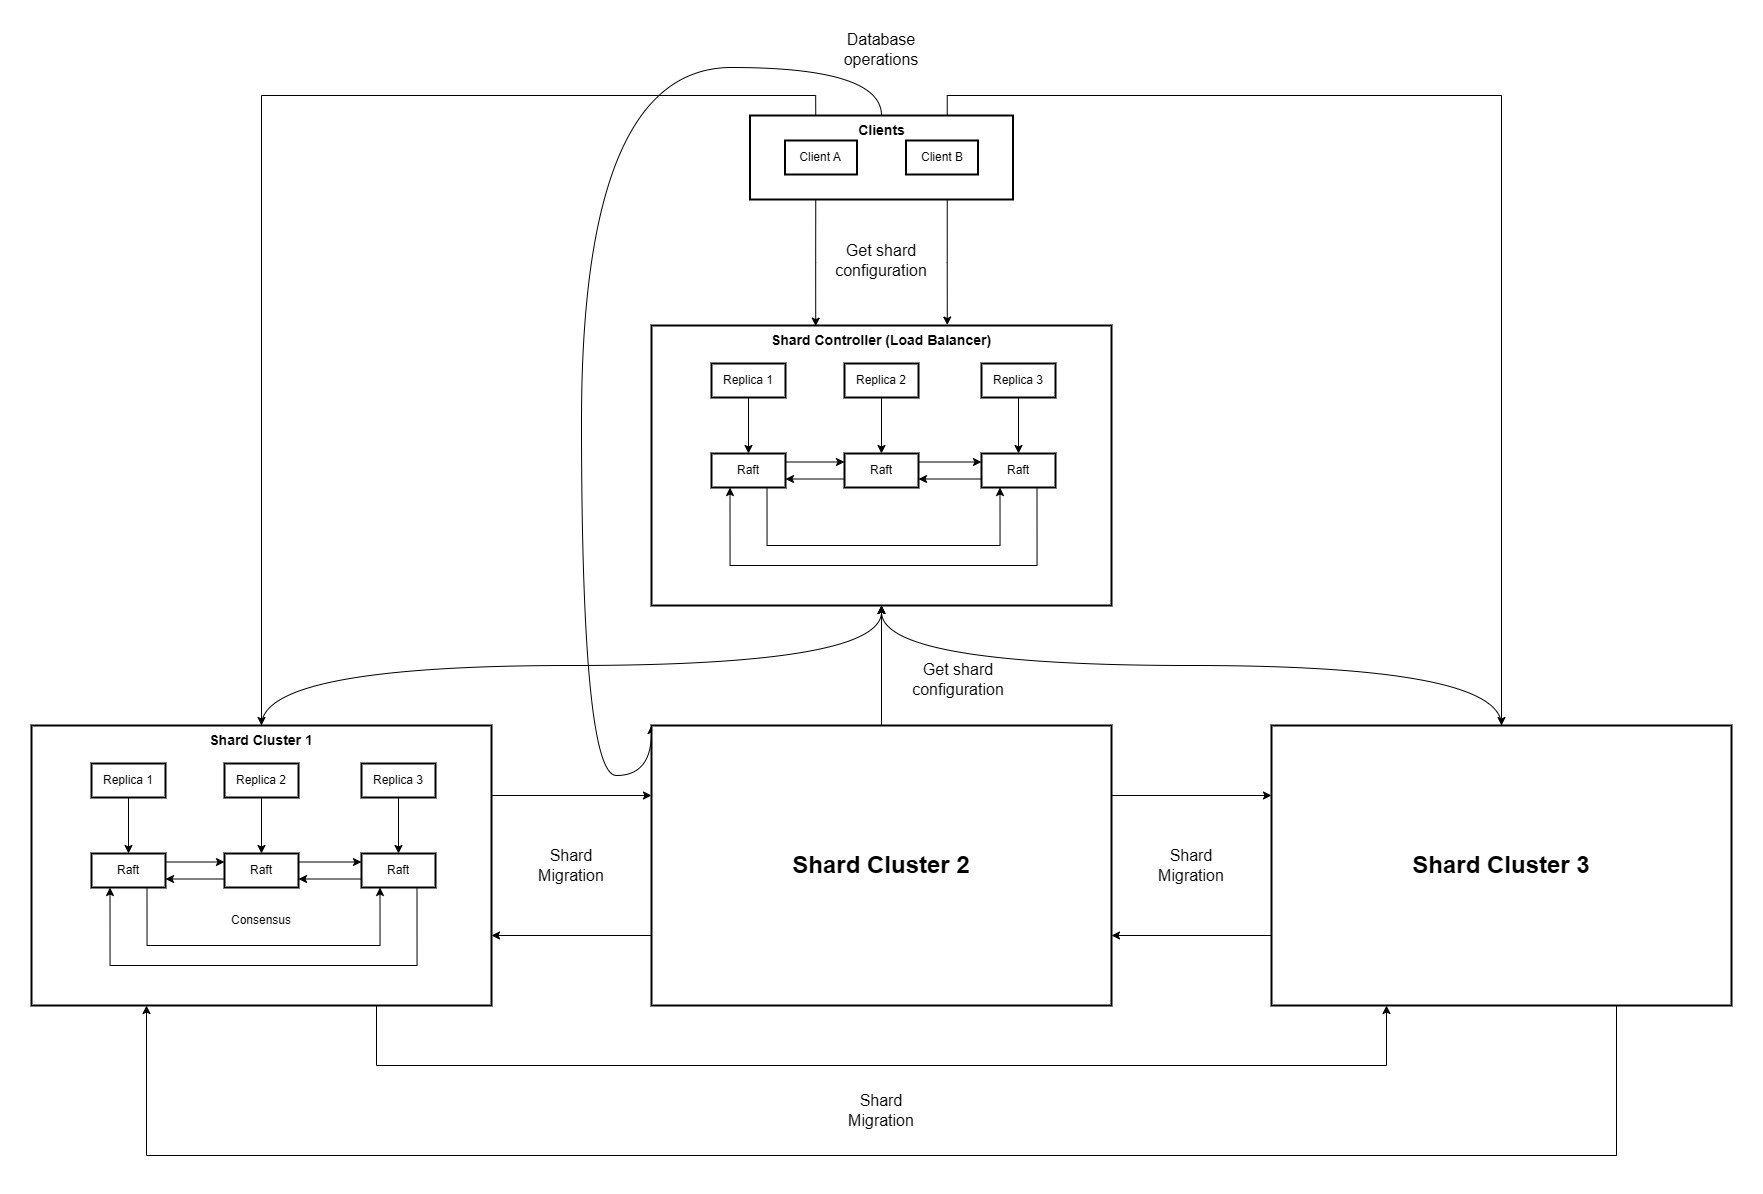 Database
operations
Clients
Client A
Client B
Get shard
configuration
Shard Controller (Load Balancer)
Replica 1
Replica 2
Replica 3
Raft
Raft
Raft
Get shard
configuration
Shard Cluster 1
Replica 1
Replica 2
Replica 3
Raft
Raft
Raft
Consensus
Shard
Migration
Shard Cluster 2
Shard
Migration
Shard Cluster 3
Shard
Migration